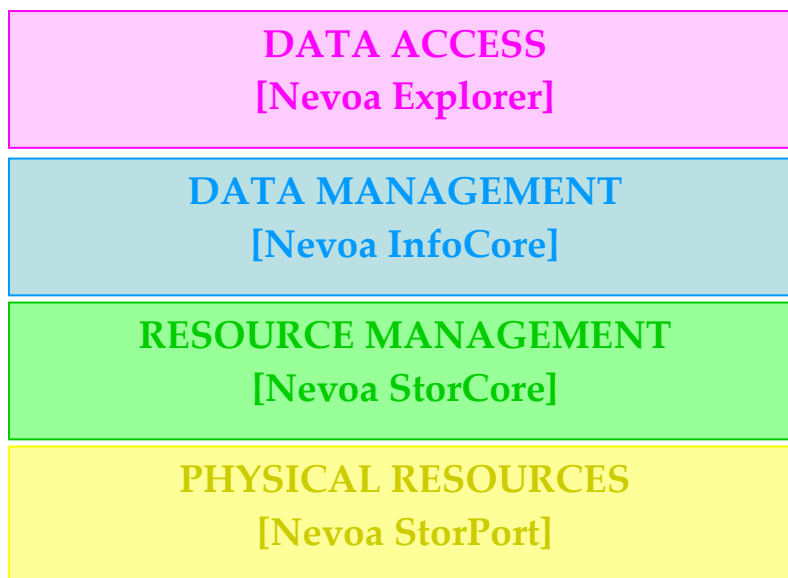 DATA ACCESS
[Nevoa Explorer]
DATA MANAGEMENT
[Nevoa InfoCore]
RESOURCE MANAGEMENT
[Nevoa StorCore]
PHYSICAL RESOURCES
[Nevoa StorPort]